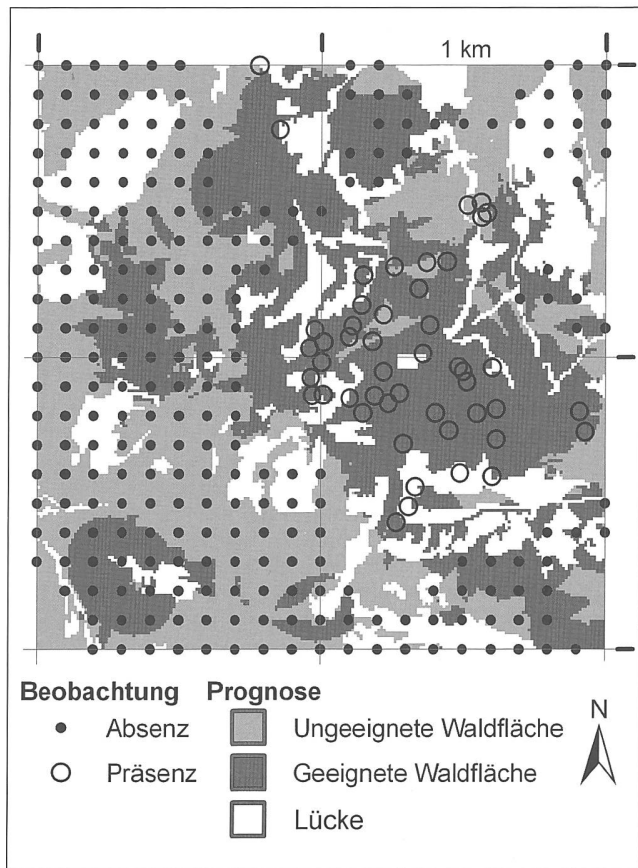 1 km
Beobachtung Prognose
Absenz Ungeeignete Waldfläche
Präsenz Geeignete Waldfläche
Lücke
N